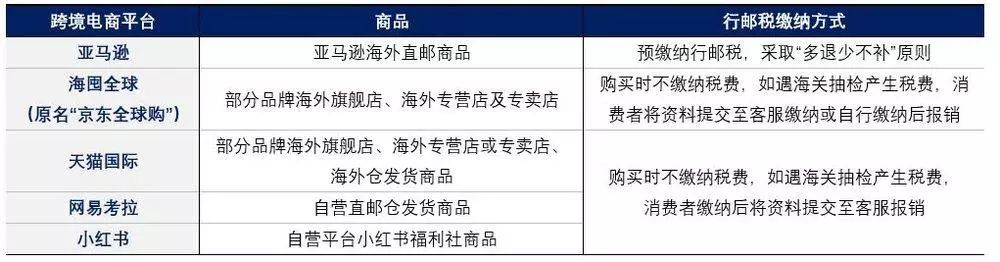 跨境电商平台 商品 行邮税缴纳方式
亚马逊 亚马逊海外直邮商品 预缴纳行邮税，采取“多退少不补”原则
海囤全球
（原名“京东全球购”）
部分品牌海外旗舰店、海外专营店及专卖店
购买时不缴纳税费，如遇海关抽检产生税费，消
费者将资料提交至客服缴纳或自行缴纳后报销
天猫国际
部分品牌海外旗舰店、海外专营店或专卖店、
海外仓发货商品
购买时不缴纳税费，如遇海关抽检产生税费，
消费者缴纳后将资料提交至客服报销
网易考拉 自营直邮仓发货商品
小红书 自营平台小红书福利社商品